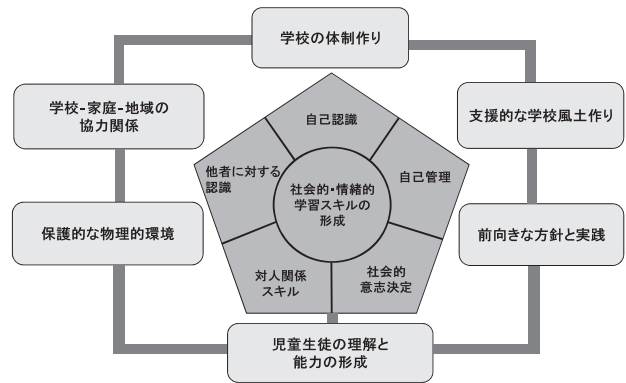 学校の体制作り
学校-家庭-地域の
協力関係
支援的な学校風土作り
自己認識
他者に対する
認識
自己管理
社会的・情緒的
学習スキルの
形成
保護的な物理的環境
前向きな方針と実践
対人関係
スキル
社会的
意志決定
児童生徒の理解と
能力の形成